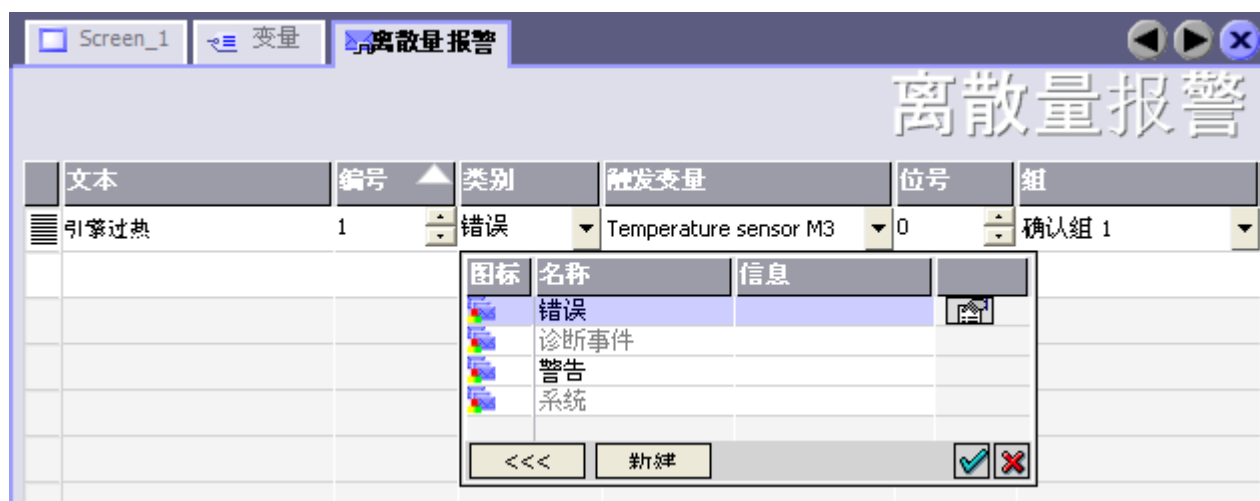 Screen_1 变量 离散量报警
离散量报警
文本 编号 类别 触发变量 位号 组
引擎过热 1 错误 Temperature sensor M3 0 确认组 1
图标 名称 信息
错误
诊断事件
警告
系统
<<< 新建